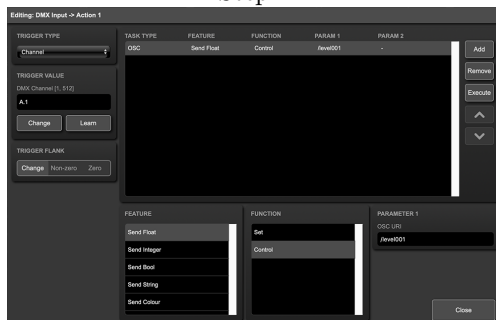 Editing: DMX Input -> Action 1
TRIGGER TYPE
Channel
TRIGGER VALUE
DMX Channel [1, 512]
A.1
Change Learn
TRIGGER FLANK
Change Non-zero Zero
TASK TYPE FEATURE FUNCTION PARAM 1 PARAM 2
OSC Send Float Control /level001 -
Add
Remove
Execute
FEATURE
Send Float
Send Integer
Send Bool
Send String
Send Colour
FUNCTION
Set
Control
PARAMETER 1
OSC URI
/level001
Close